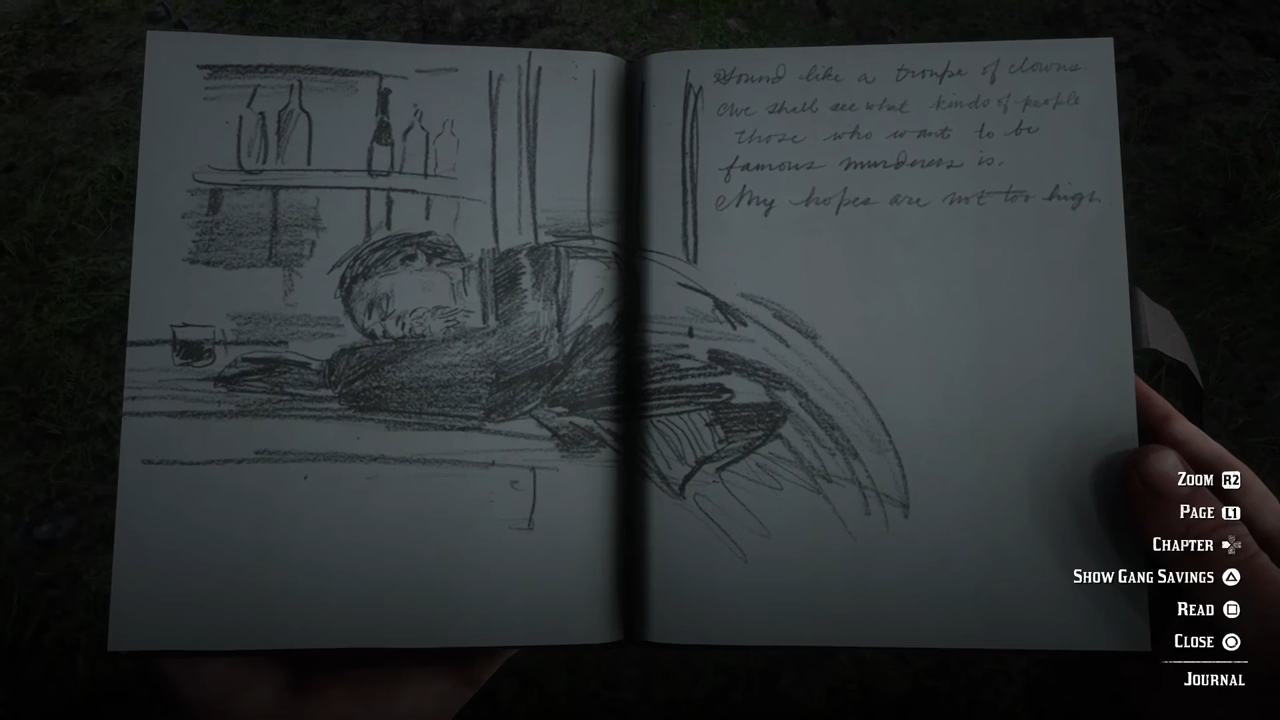 Sound like a troupe of clowns.
We shall see what kinds of people
those who want to be
famous murderers is.
My hopes are not too high.
ZOOM R2
PAGE L1
CHAPTER
SHOW GANG SAVINGS
READ
CLOSE
JOURNAL